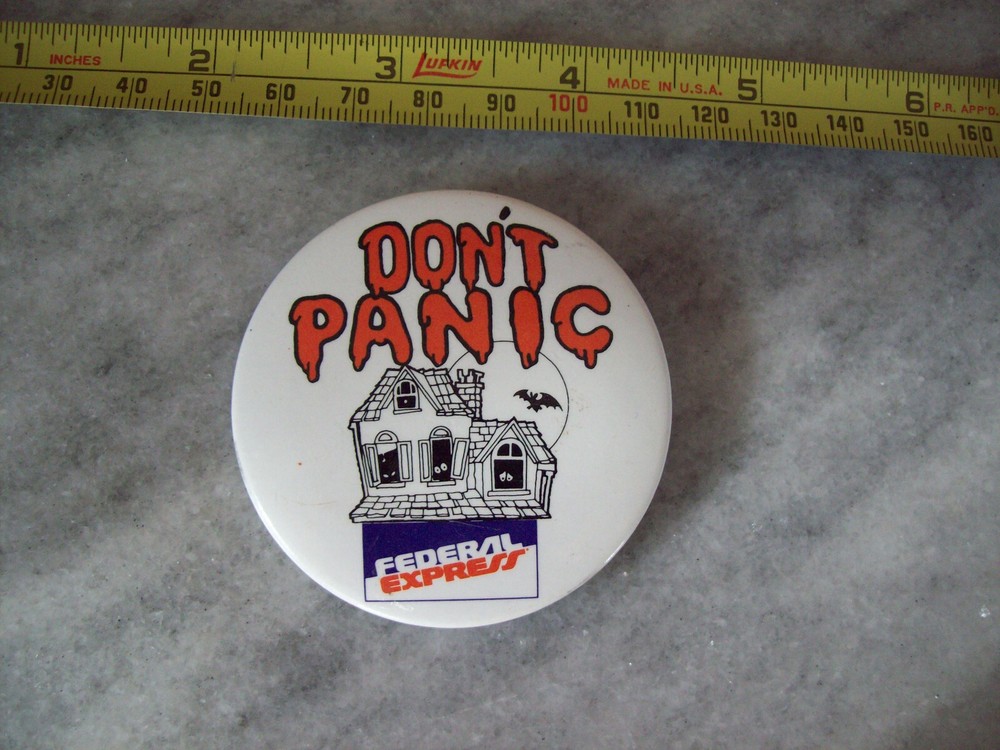 1 INCHES 2 3 LUFKIN 4 MADE IN U.S.A. 5 6 P.R. APP'D.
30 40 50 60 70 80 90 100 110 120 130 140 150 160
DON'T
PANIC
FEDERAL
EXPRESS